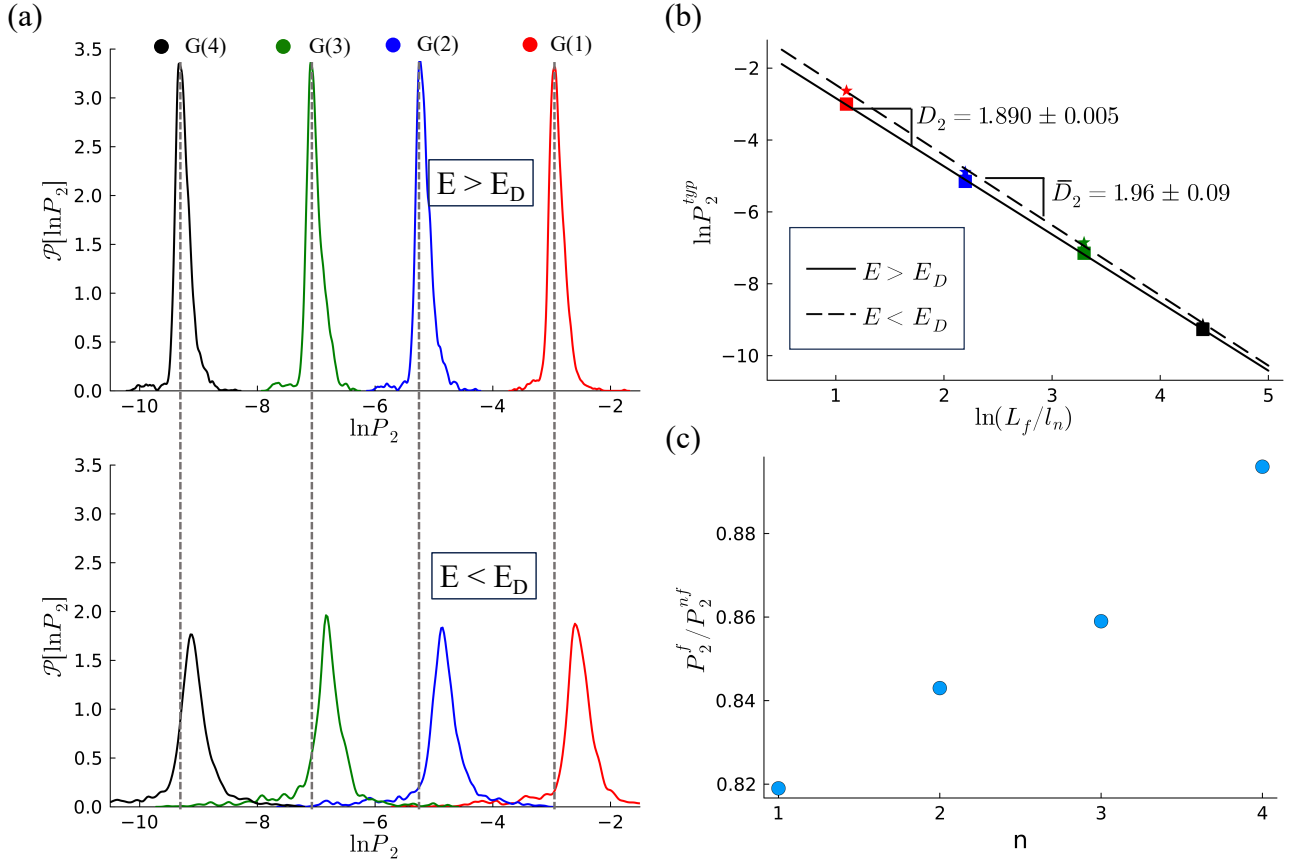 (a)
G(4) G(3) G(2) G(1)
3.5
3.0
2.5
2.0
1.5
1.0
0.5
0.0
𝒫[lnP₂]
E > E_D
−10 −8 −6 −4 −2
lnP₂
3.5
3.0
2.5
2.0
1.5
1.0
0.5
0.0
𝒫[lnP₂]
E < E_D
−10 −8 −6 −4 −2
lnP₂
(b)
−2
−4
−6
−8
−10
lnP₂^{typ}
D₂ = 1.890 ± 0.005
D̅₂ = 1.96 ± 0.09
E > E_D
E < E_D
1 2 3 4 5
ln(L_f/l_n)
(c)
0.88
0.86
0.84
0.82
P₂^f/P₂^{nf}
1 2 3 4
n